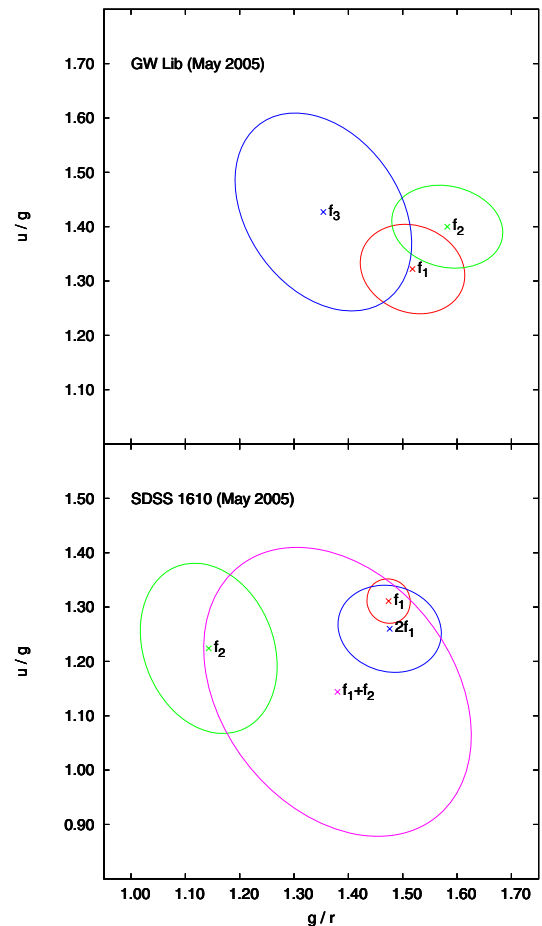 GW Lib (May 2005)
1.70
1.60
1.50
1.40
1.30
1.20
1.10
u / g
f3
f2
f1
SDSS 1610 (May 2005)
1.50
1.40
1.30
1.20
1.10
1.00
0.90
u / g
f1
2f1
f2
f1+f2
1.00 1.10 1.20 1.30 1.40 1.50 1.60 1.70
g / r